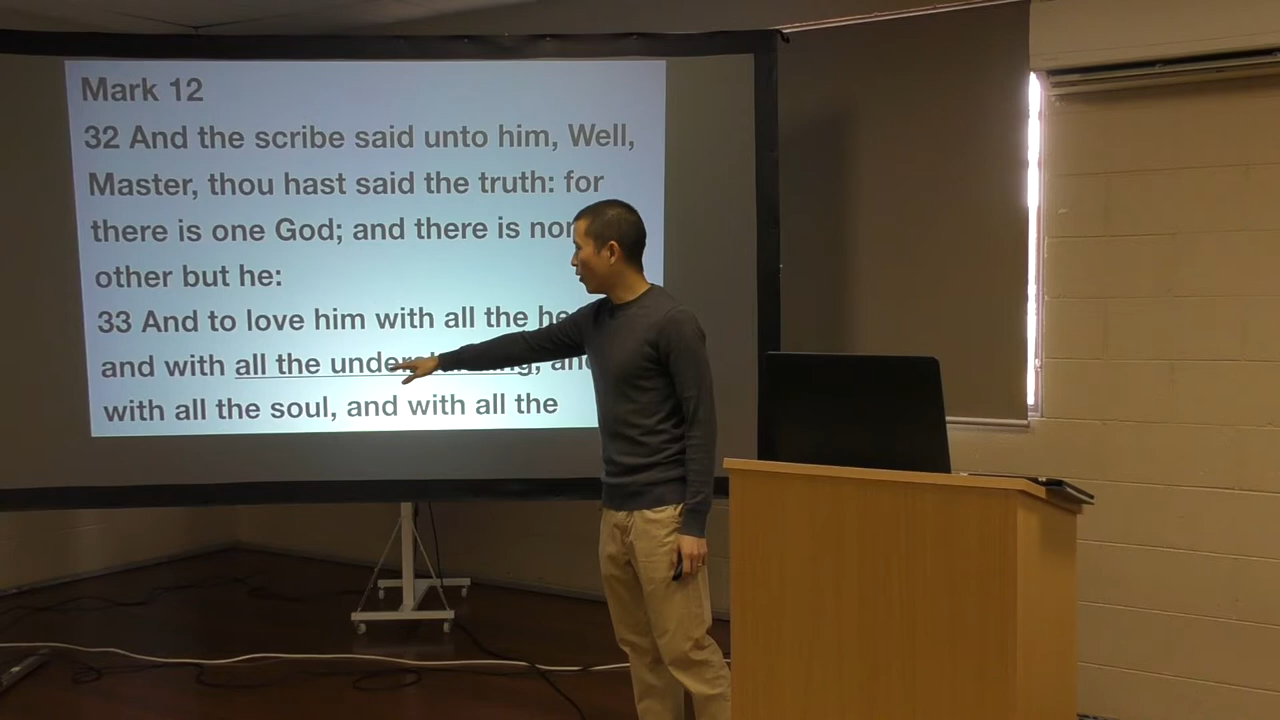 Mark 12
32 And the scribe said unto him, Well,
Master, thou hast said the truth: for
there is one God; and there is
other but he:
33 And to love him with all the
and with all the
with all the soul, and with all the